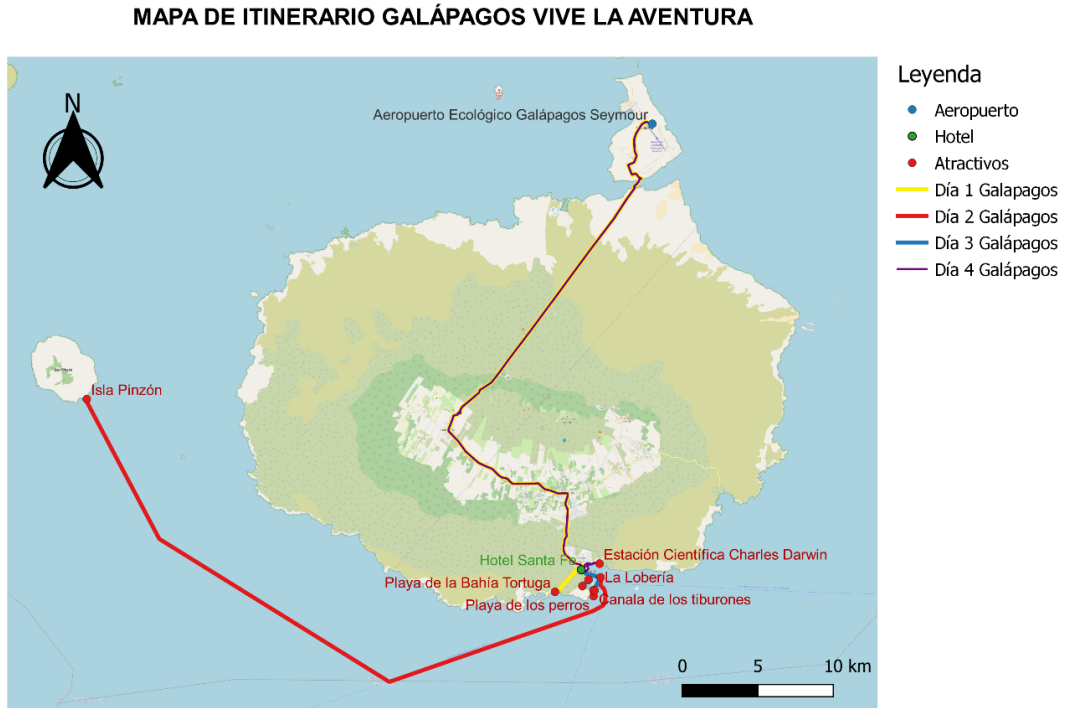 MAPA DE ITINERARIO GALÁPAGOS VIVE LA AVENTURA
N
Aeropuerto Ecológico Galápagos Seymour
Isla Pinzón
Hotel Santa Fe
Estación Científica Charles Darwin
Playa de la Bahía Tortuga
La Lobería
Playa de los perros
Canala de los tiburones
0 5 10 km
Leyenda
Aeropuerto
Hotel
Atractivos
Día 1 Galapagos
Día 2 Galápagos
Día 3 Galápagos
Día 4 Galápagos